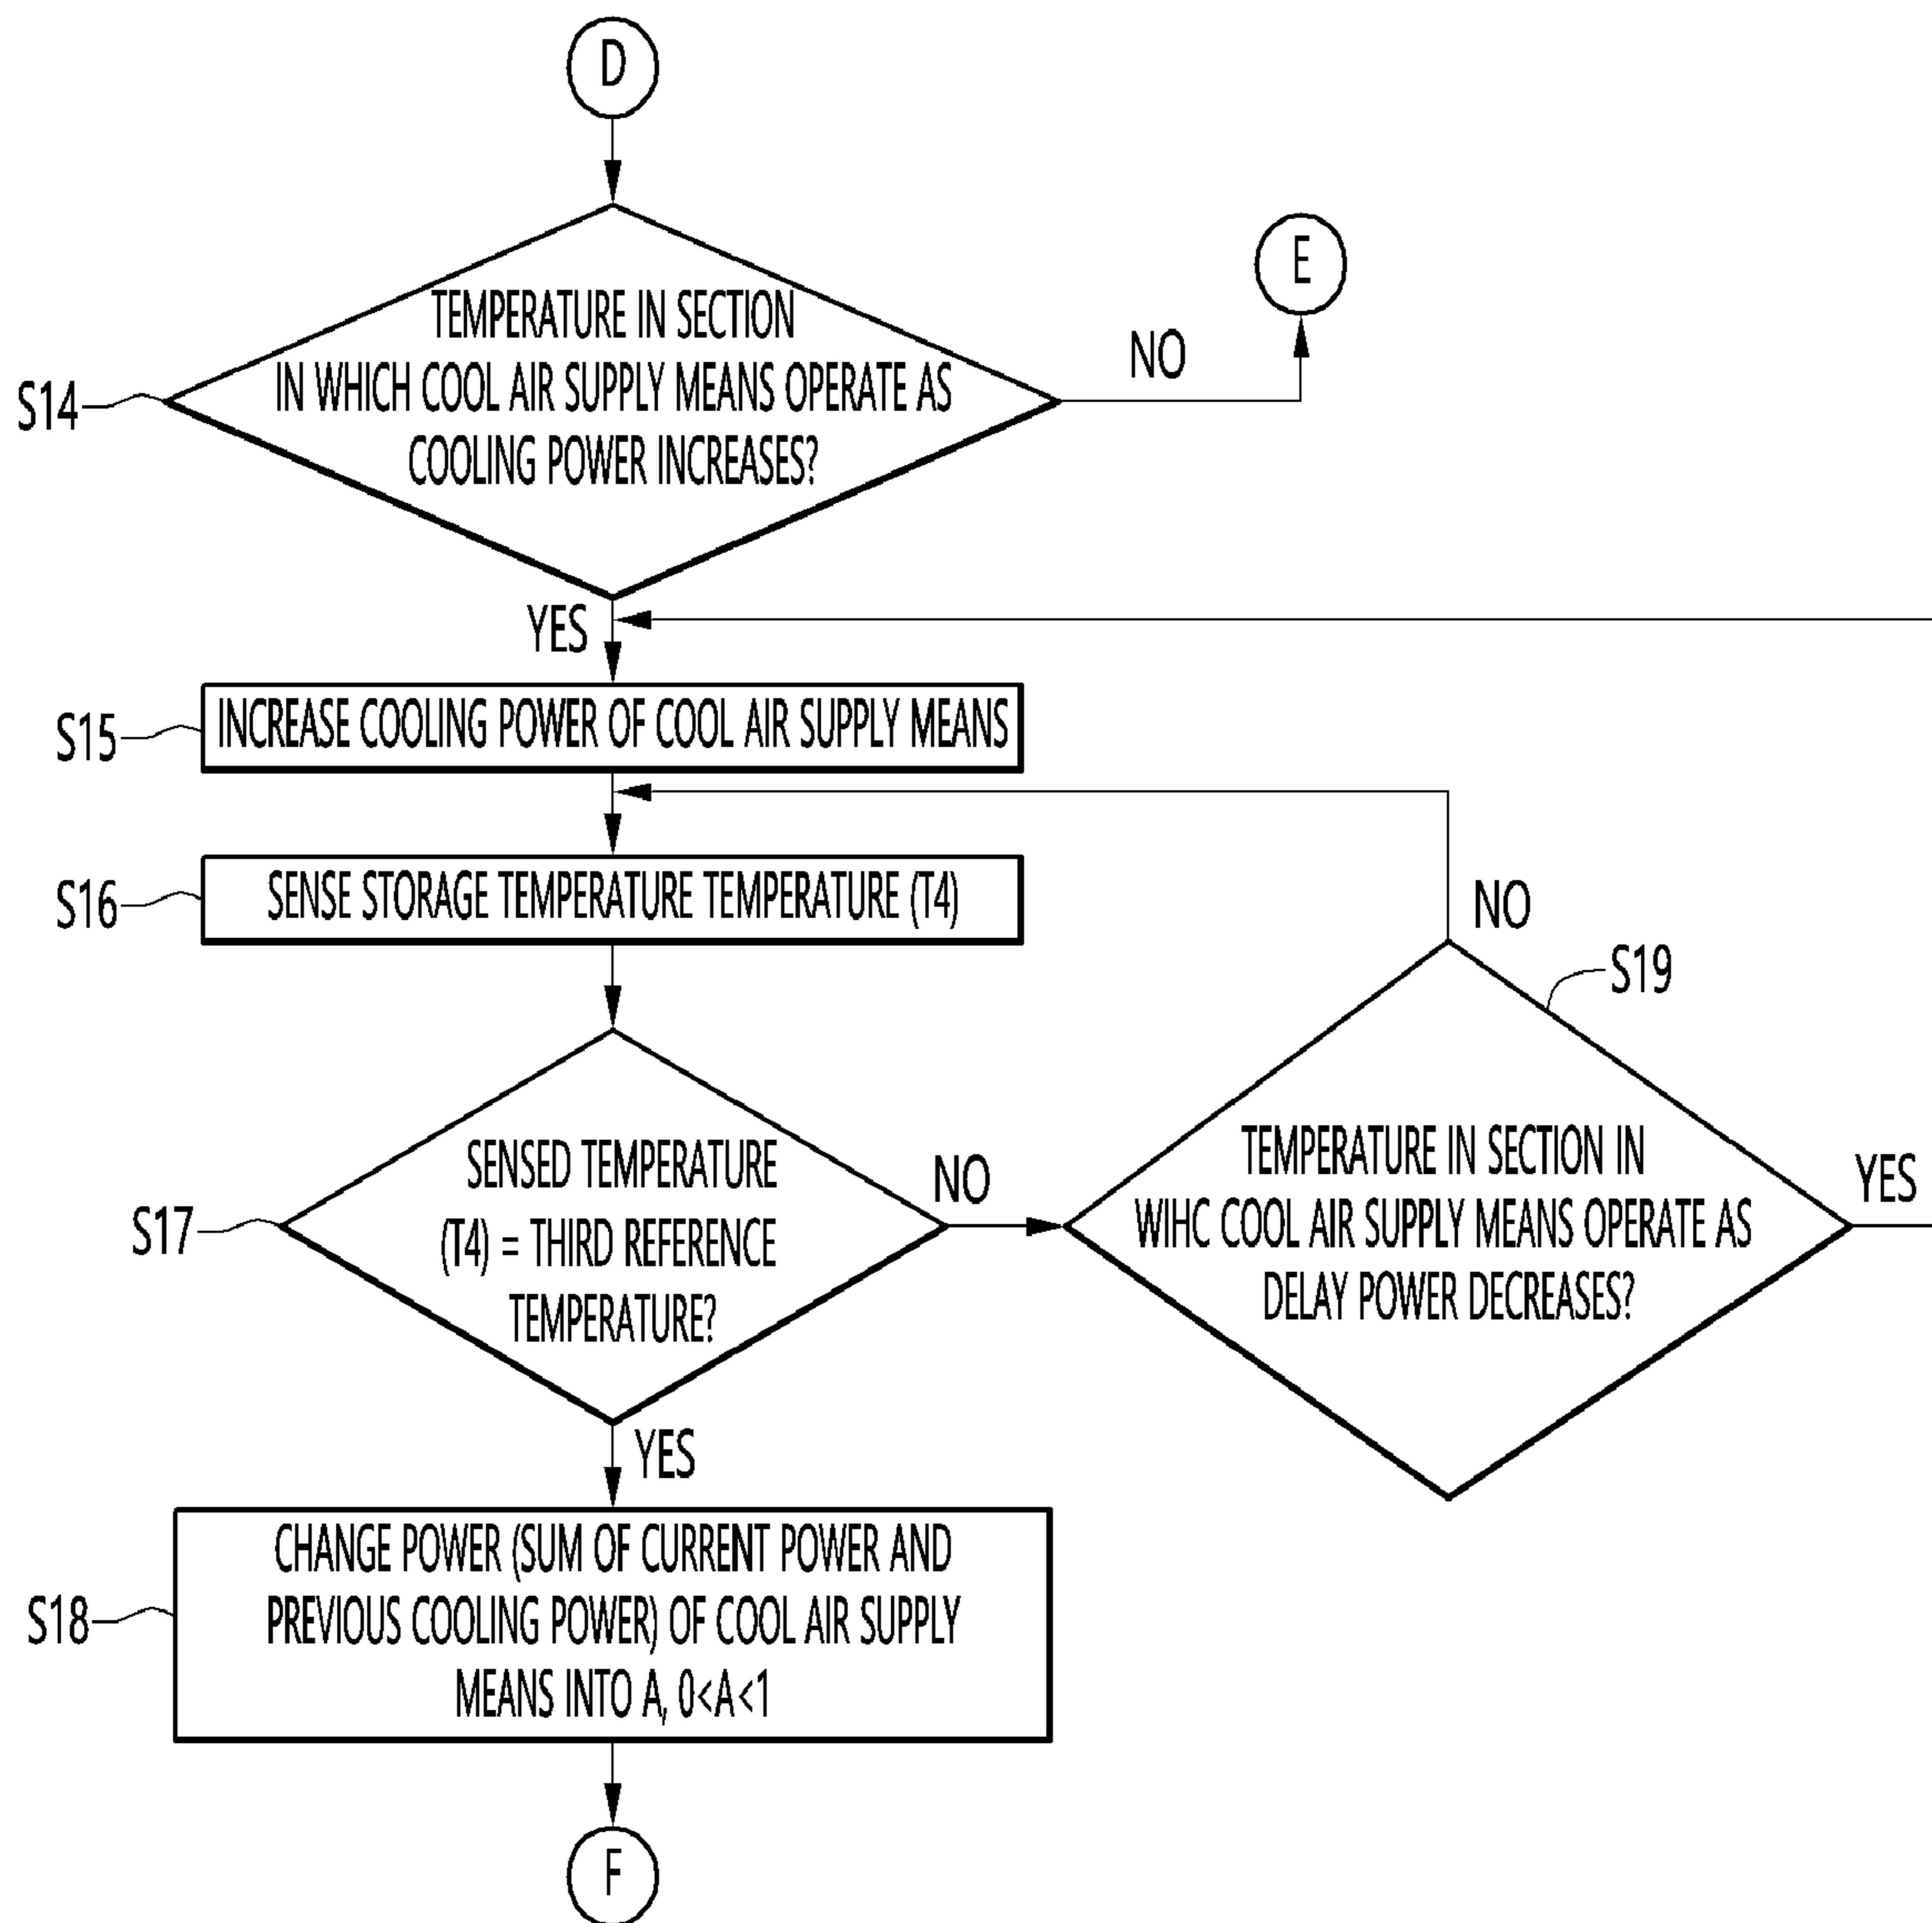 D
E
TEMPERATURE IN SECTION
IN WHICH COOL AIR SUPPLY MEANS OPERATE AS
COOLING POWER INCREASES?
NO
S14
YES
INCREASE COOLING POWER OF COOL AIR SUPPLY MEANS
S15
SENSE STORAGE TEMPERATURE TEMPERATURE (T4)
S16
NO
S19
SENSED TEMPERATURE
(T4) = THIRD REFERENCE
TEMPERATURE?
S17
NO
TEMPERATURE IN SECTION IN
WIHC COOL AIR SUPPLY MEANS OPERATE AS
DELAY POWER DECREASES?
YES
YES
CHANGE POWER (SUM OF CURRENT POWER AND
PREVIOUS COOLING POWER) OF COOL AIR SUPPLY
MEANS INTO A, 0<A<1
S18
F